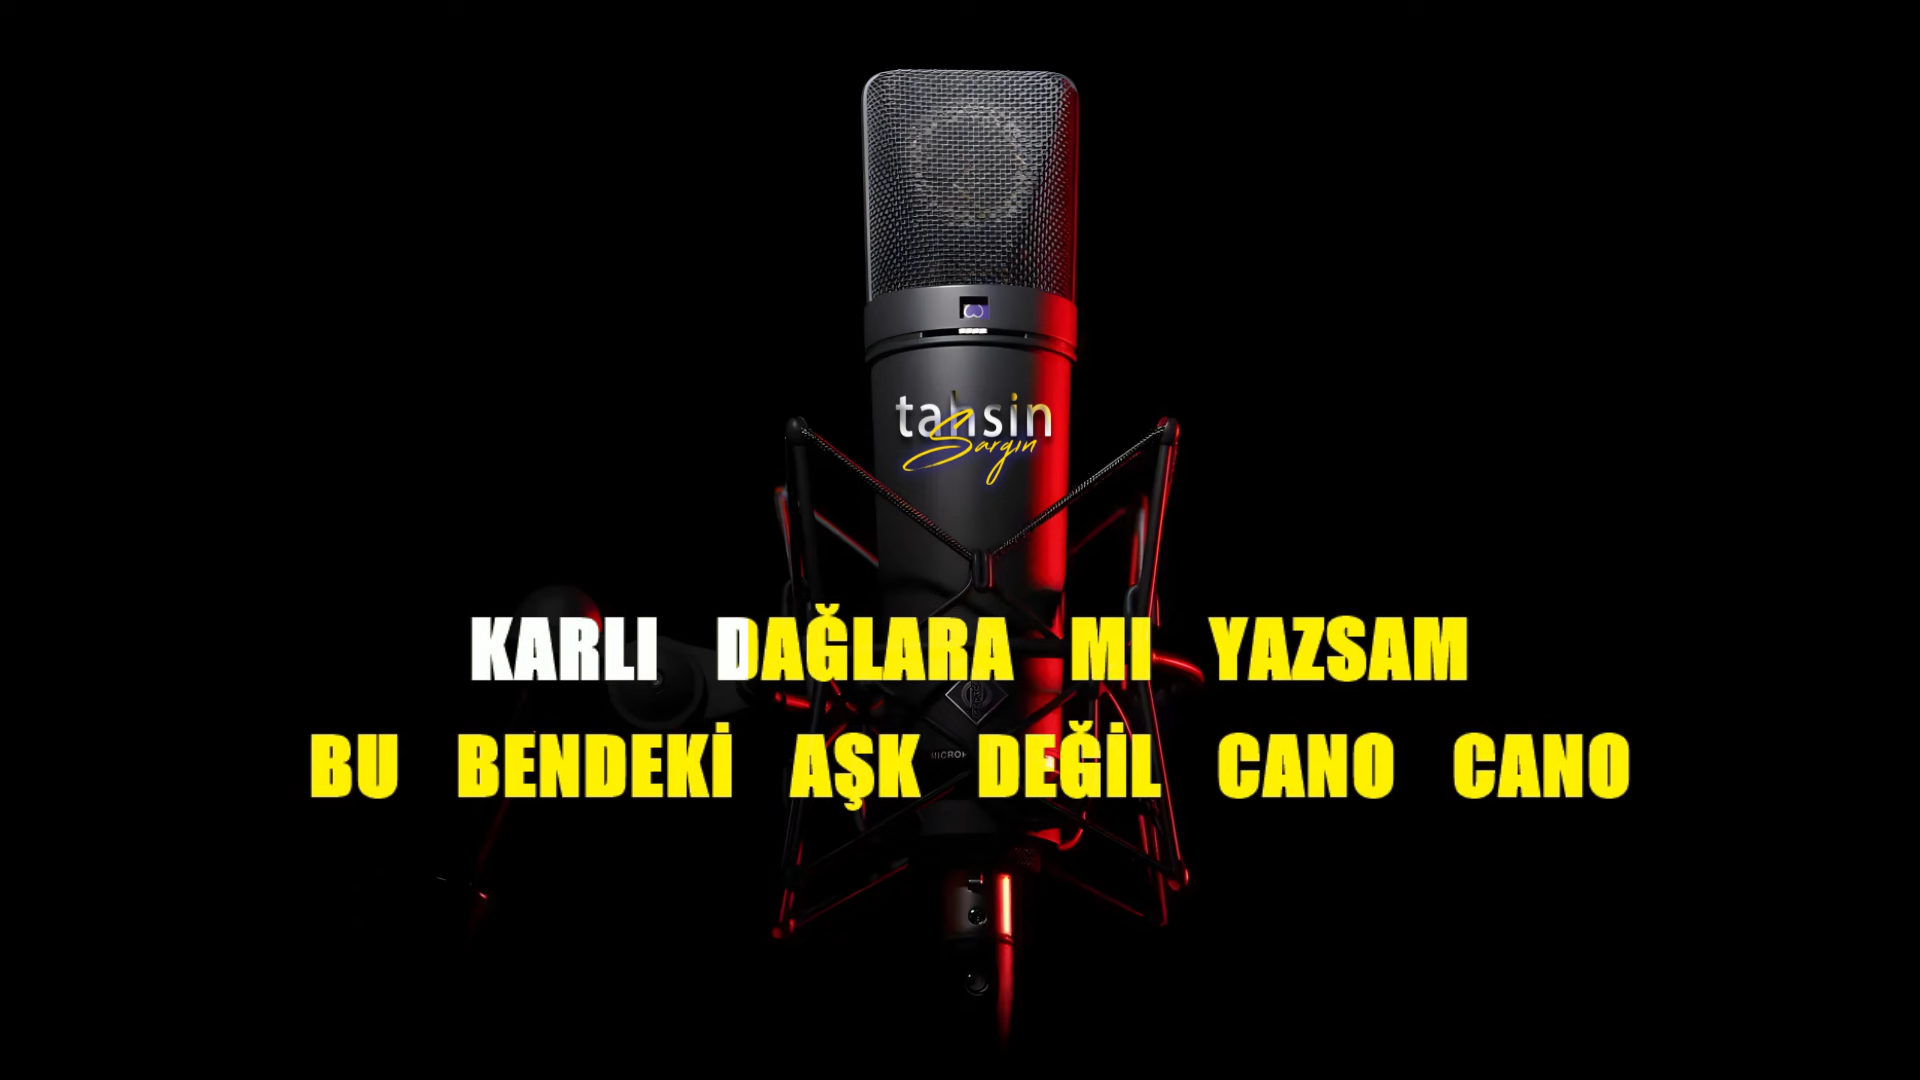 tahsin
Sargın
KARLI DAĞLARA MI YAZSAM
BU BENDEKİ AŞK DEĞİL CANO CANO